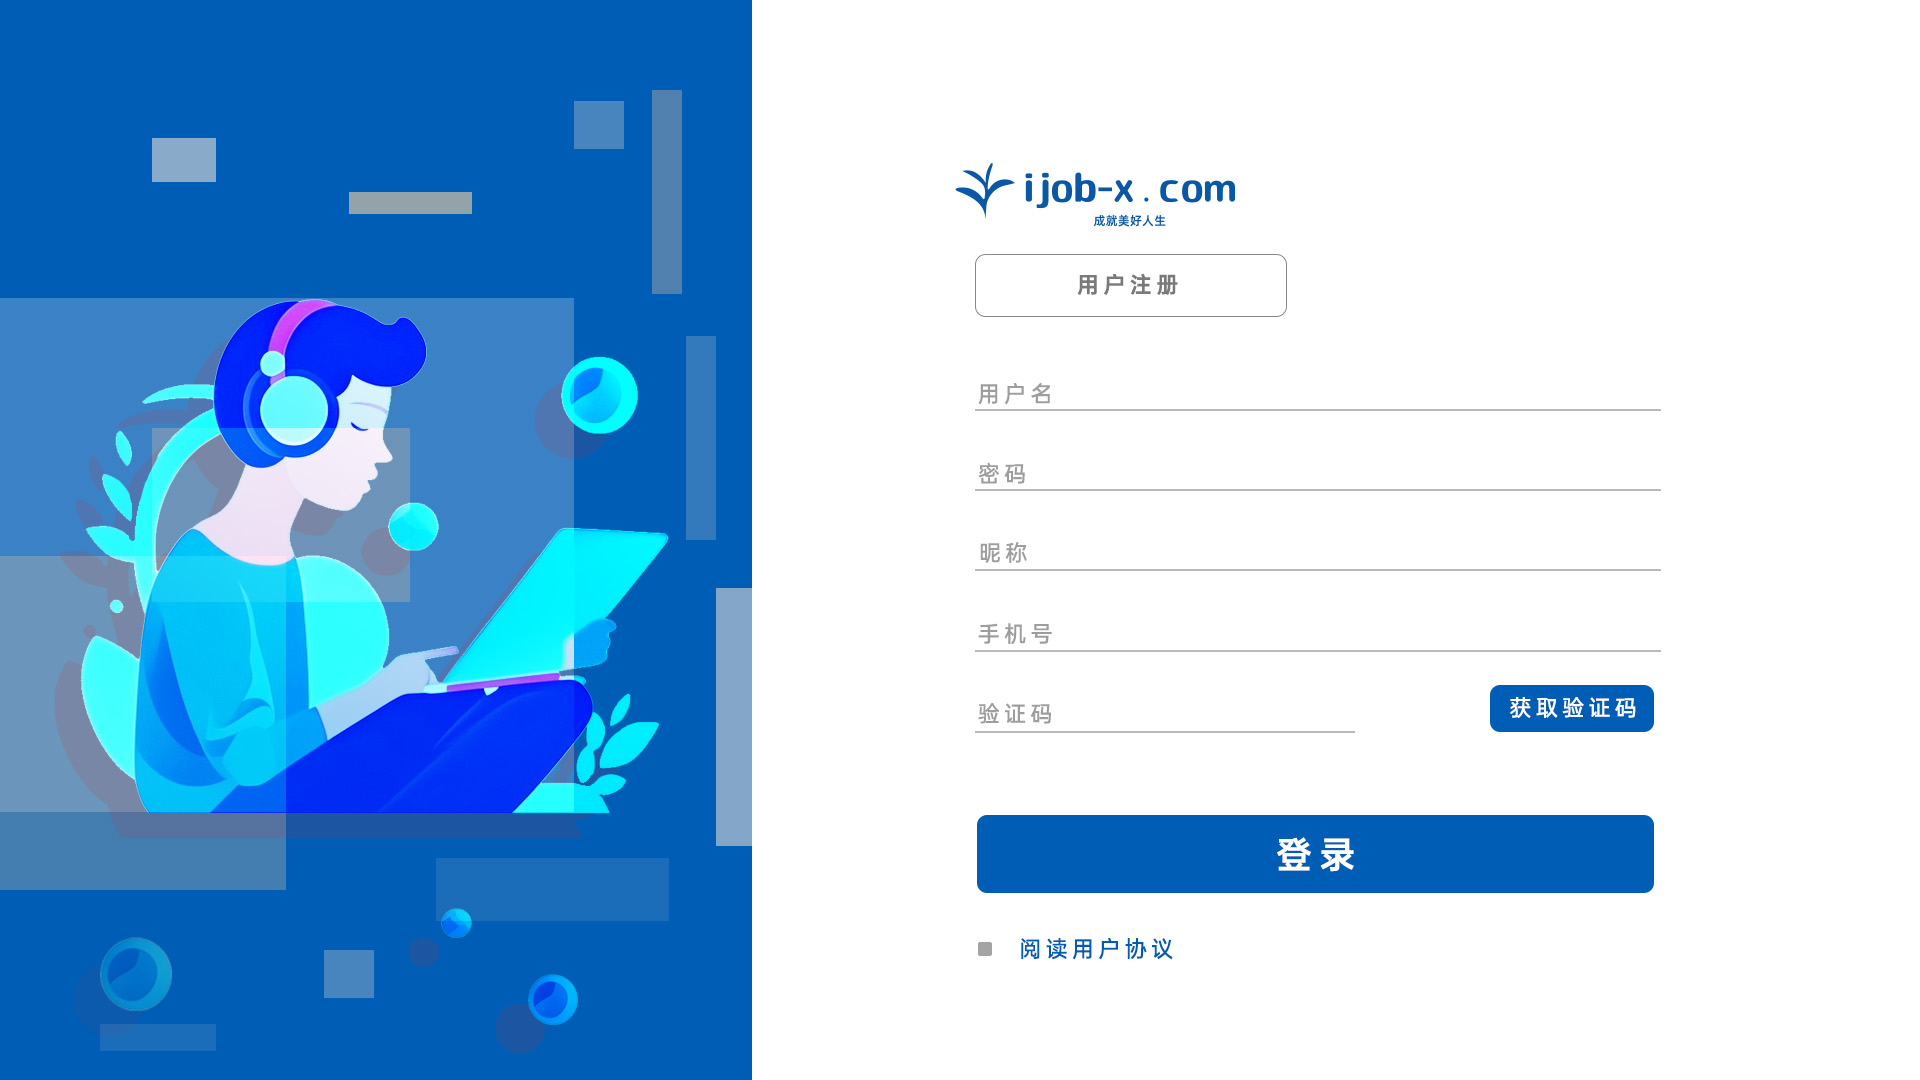 ijob-x.com
成就美好人生
用户注册
用户名
密码
昵称
手机号
验证码
获取验证码
登录
阅读用户协议